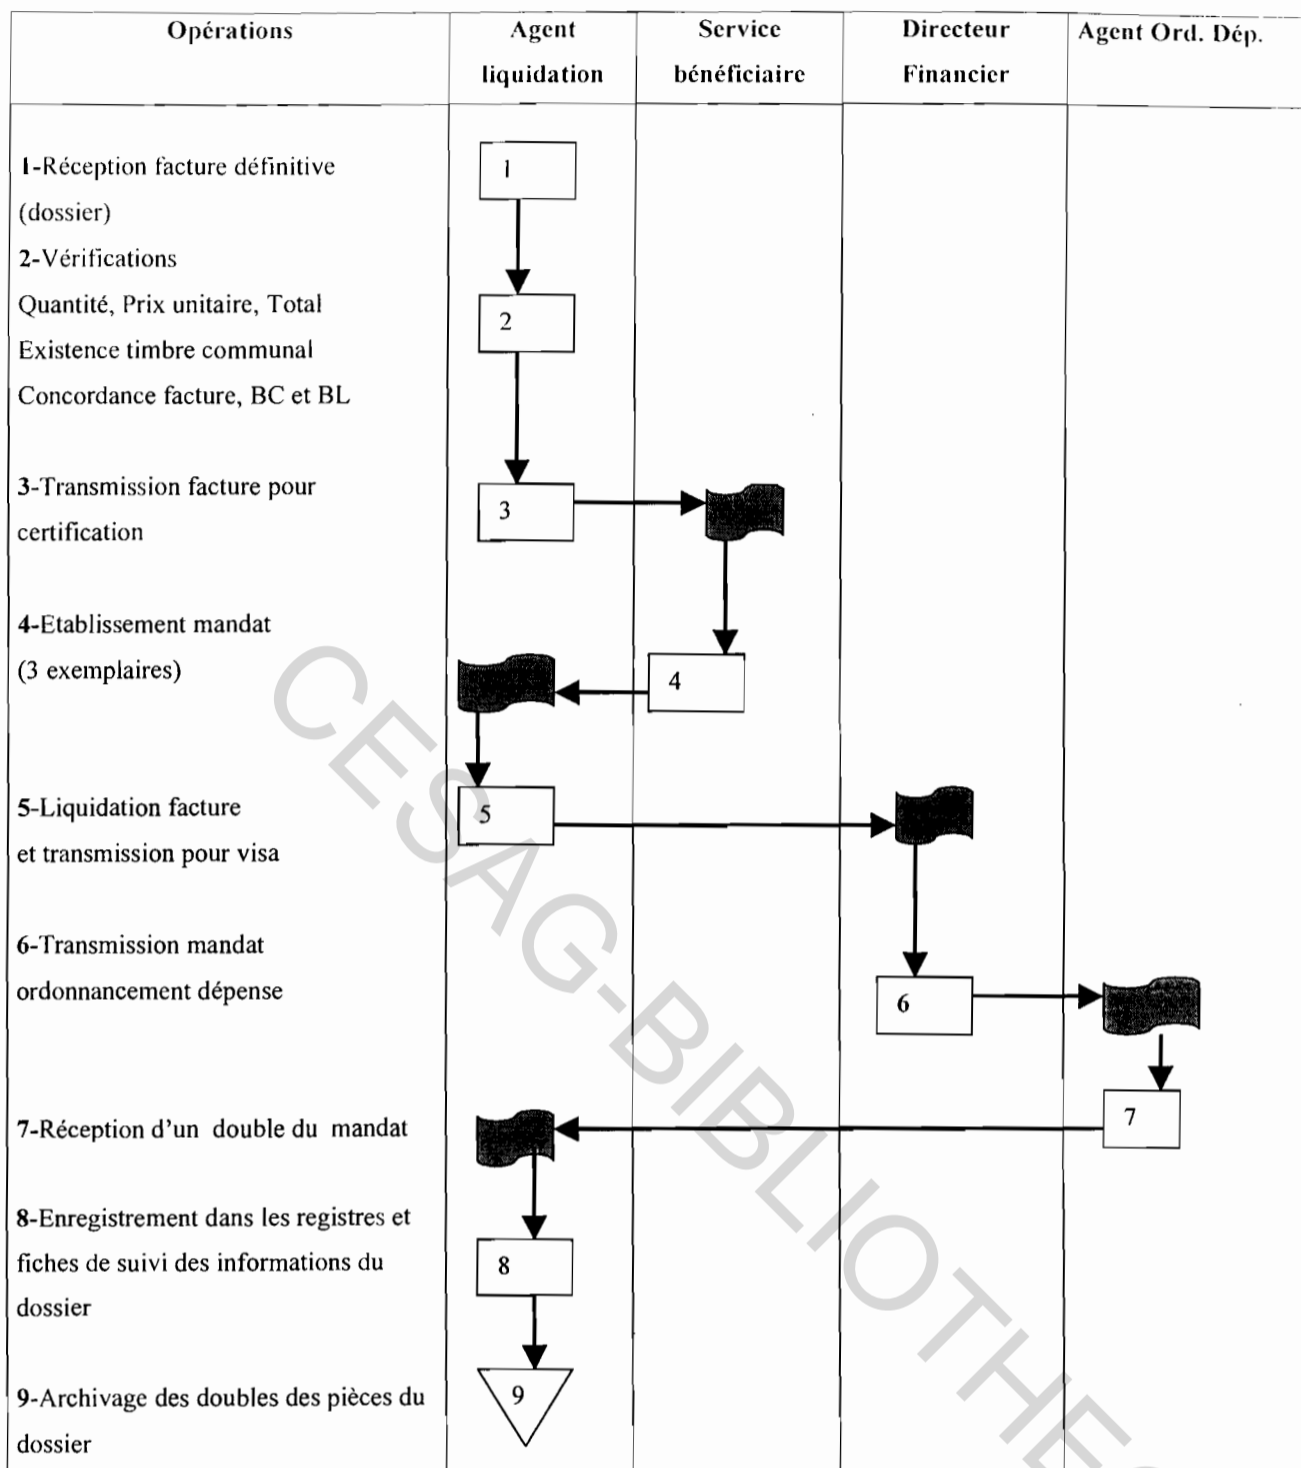 Opérations
Agent
liquidation
Service
bénéficiaire
Directeur
Financier
Agent Ord. Dép.
1-Réception facture définitive
(dossier)
1
2-Vérifications
Quantité, Prix unitaire, Total
Existence timbre communal
Concordance facture, BC et BL
2
3-Transmission facture pour
certification
3
4-Etablissement mandat
(3 exemplaires)
4
5-Liquidation facture
et transmission pour visa
5
6-Transmission mandat
ordonnancement dépense
6
7-Réception d'un double du mandat
7
8-Enregistrement dans les registres et
fiches de suivi des informations du
dossier
8
9-Archivage des doubles des pièces du
dossier
9
CESAG-BIBLIOTHE